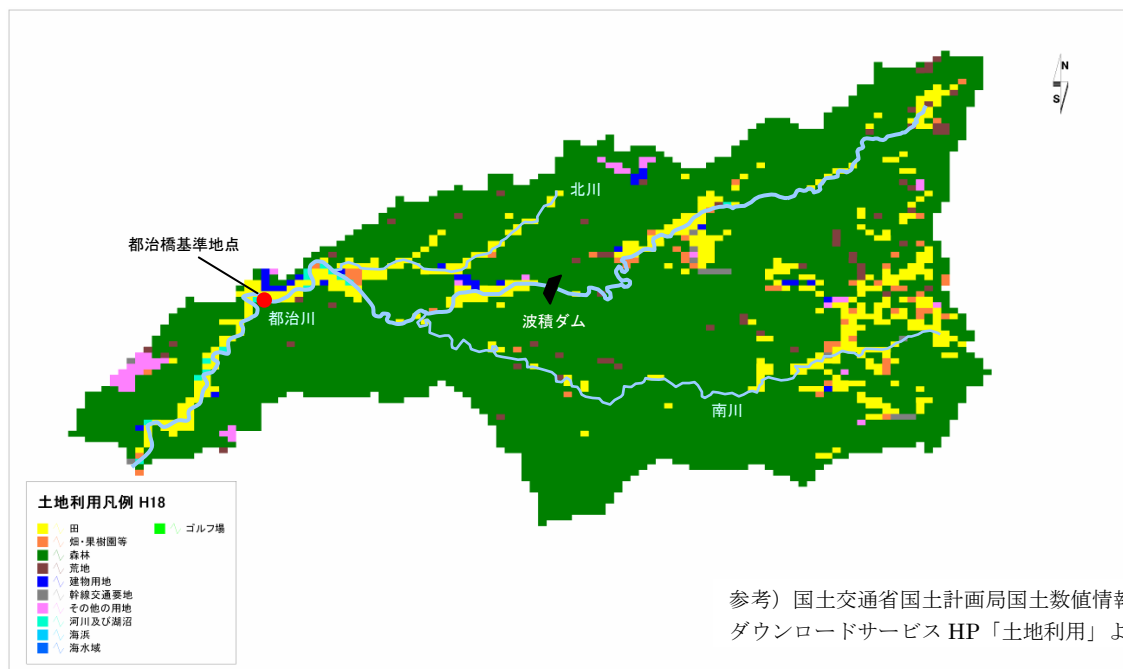 N
S
北川
都治橋基準地点
都治川
波積ダム
南川
土地利用凡例 H18
田
ゴルフ場
畑・果樹園等
森林
荒地
建物用地
幹線交通要地
その他の用地
河川及び湖沼
海浜
海水域
参考）国土交通省国土計画局国土数値情報
ダウンロードサービス HP「土地利用」よ